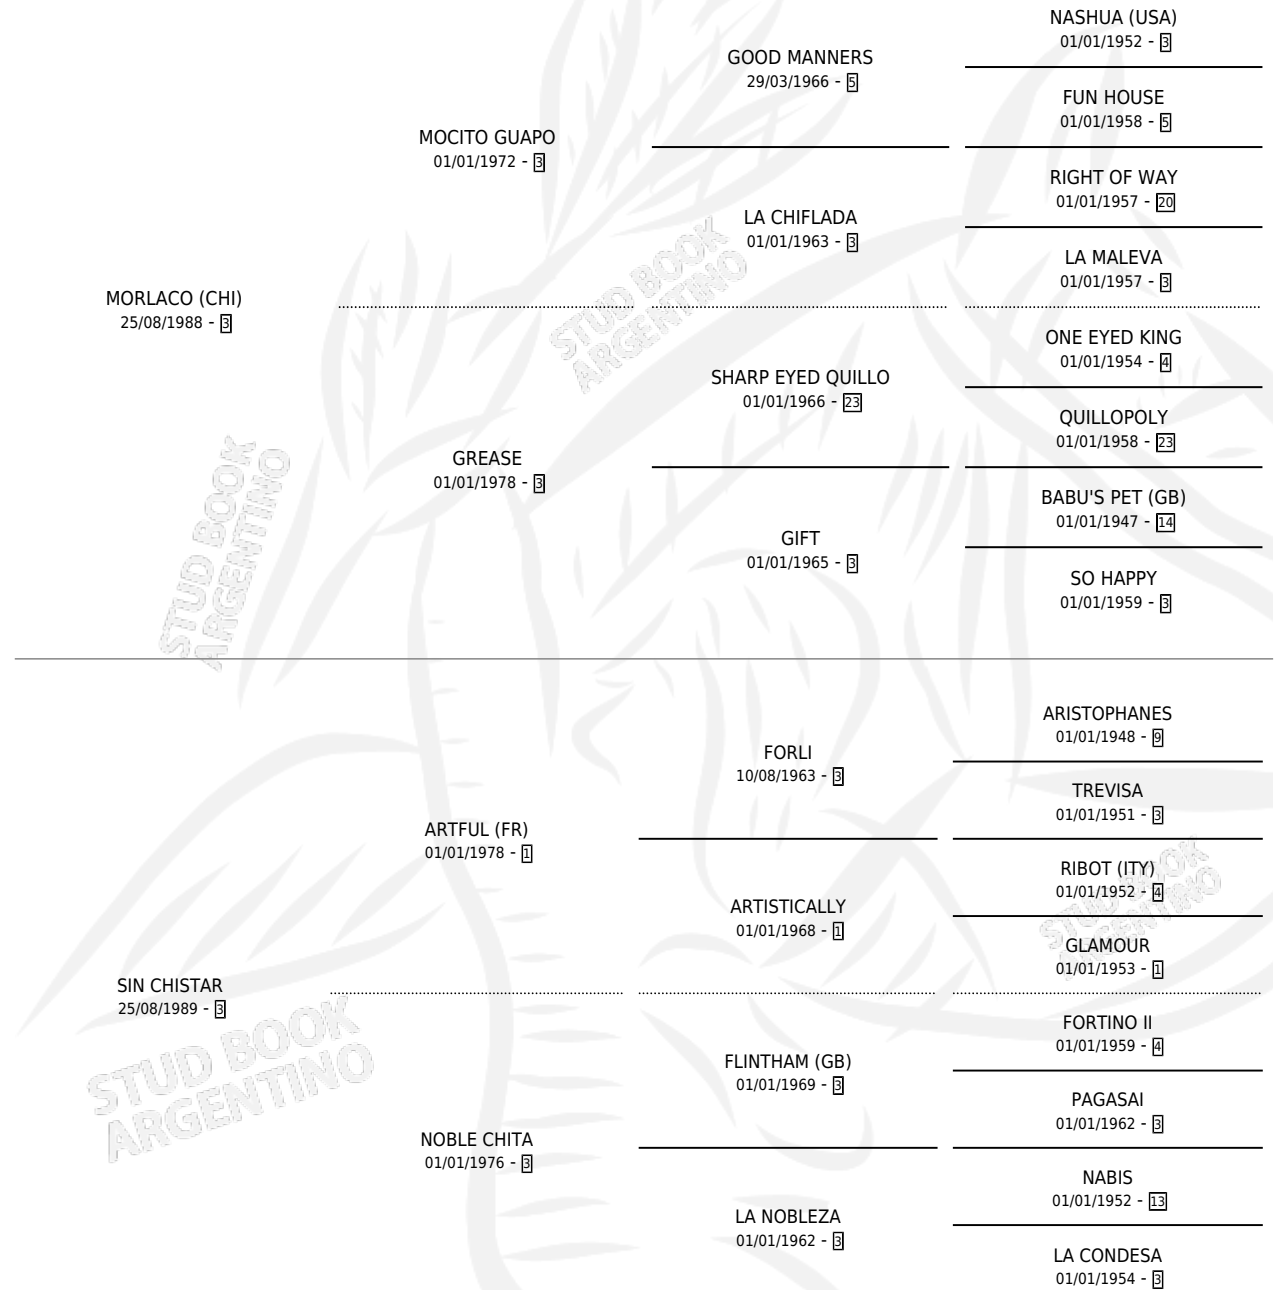 NASHUA (USA)
01/01/1952 - 3
GOOD MANNERS
29/03/1966 - 5
FUN HOUSE
01/01/1958 - 5
MOCITO GUAPO
01/01/1972 - 3
RIGHT OF WAY
01/01/1957 - 20
LA CHIFLADA
01/01/1963 - 3
LA MALEVA
01/01/1957 - 3
MORLACO (CHI)
25/08/1988 - 3
ONE EYED KING
01/01/1954 - 4
SHARP EYED QUILLO
01/01/1966 - 23
QUILLOPOLY
01/01/1958 - 23
GREASE
01/01/1978 - 3
BABU'S PET (GB)
01/01/1947 - 14
GIFT
01/01/1965 - 3
SO HAPPY
01/01/1959 - 3
ARISTOPHANES
01/01/1948 - 9
FORLI
10/08/1963 - 3
TREVISA
01/01/1951 - 3
ARTFUL (FR)
01/01/1978 - 1
RIBOT (ITY)
01/01/1952 - 4
ARTISTICALLY
01/01/1968 - 1
GLAMOUR
01/01/1953 - 1
SIN CHISTAR
25/08/1989 - 3
FORTINO II
01/01/1959 - 4
FLINTHAM (GB)
01/01/1969 - 3
PAGASAI
01/01/1962 - 3
NOBLE CHITA
01/01/1976 - 3
NABIS
01/01/1952 - 13
LA NOBLEZA
01/01/1962 - 3
LA CONDESA
01/01/1954 - 3
STUD BOOK
ARGENTINO
STUD BOOK
ARGENTINO
STUD BOOK
ARGENTINO
STUD BOOK
ARGENTINO